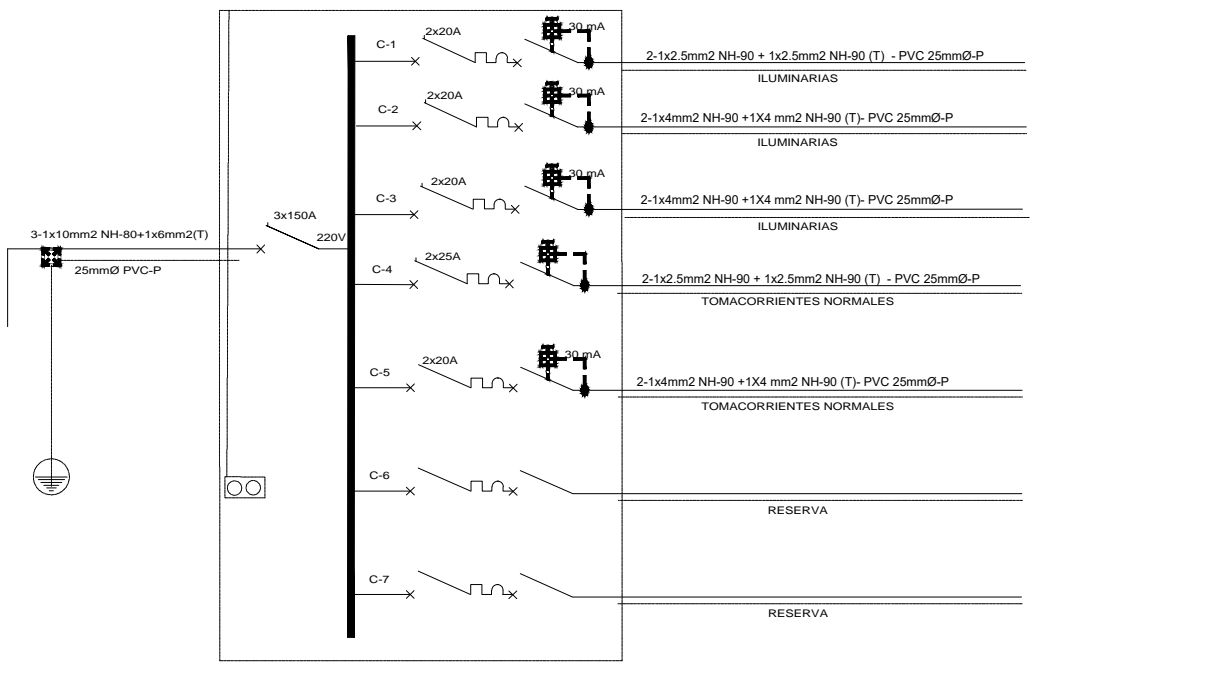 30 mA
2x20A
C-1
2-1x2.5mm2 NH-90 + 1x2.5mm2 NH-90 (T) - PVC 25mmØ-P
ILUMINARIAS
30 mA
2x20A
C-2
2-1x4mm2 NH-90 +1X4 mm2 NH-90 (T)- PVC 25mmØ-P
ILUMINARIAS
30 mA
2x20A
C-3
2-1x4mm2 NH-90 +1X4 mm2 NH-90 (T)- PVC 25mmØ-P
ILUMINARIAS
3x150A
3-1x10mm2 NH-80+1x6mm2(T)
220V
25mmØ PVC-P
2x25A
C-4
2-1x2.5mm2 NH-90 + 1x2.5mm2 NH-90 (T) - PVC 25mmØ-P
TOMACORRIENTES NORMALES
30 mA
2x20A
C-5
2-1x4mm2 NH-90 +1X4 mm2 NH-90 (T)- PVC 25mmØ-P
TOMACORRIENTES NORMALES
C-6
RESERVA
C-7
RESERVA